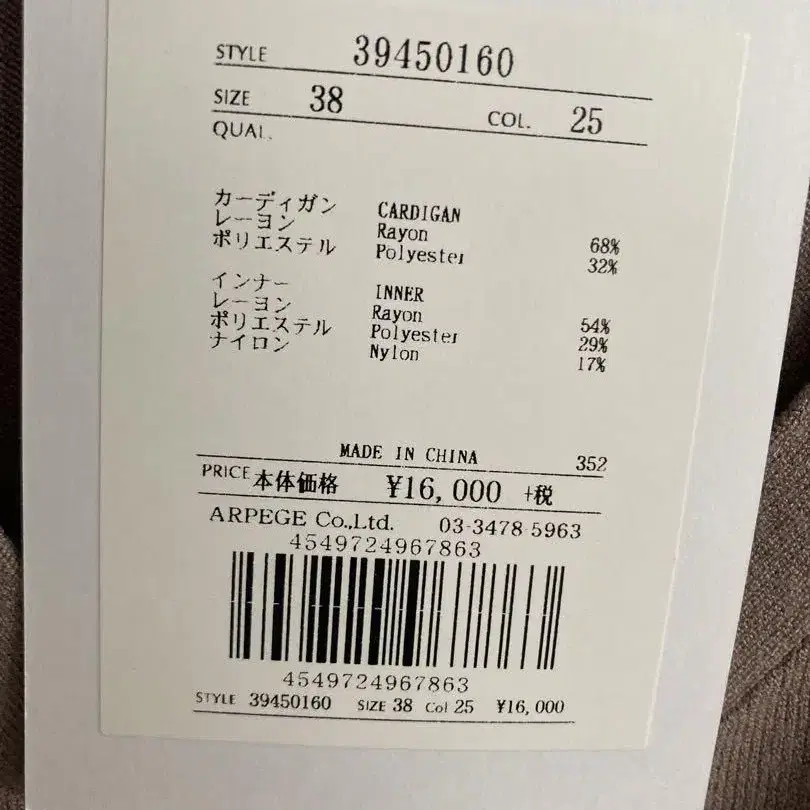 STYLE 39450160
SIZE 38 COL. 25
QUAL.
カーディガン CARDIGAN
レーヨン Rayon 68%
ポリエステル Polyester 32%
インナー INNER
レーヨン Rayon 54%
ポリエステル Polyester 29%
ナイロン Nylon 17%
MADE IN CHINA 352
PRICE 本体価格 ¥16,000 +税
ARPEGE Co.,Ltd. 03-3478-5963
4549724967863
4549724967863
STYLE 39450160 SIZE 38 Col 25 ¥16,000